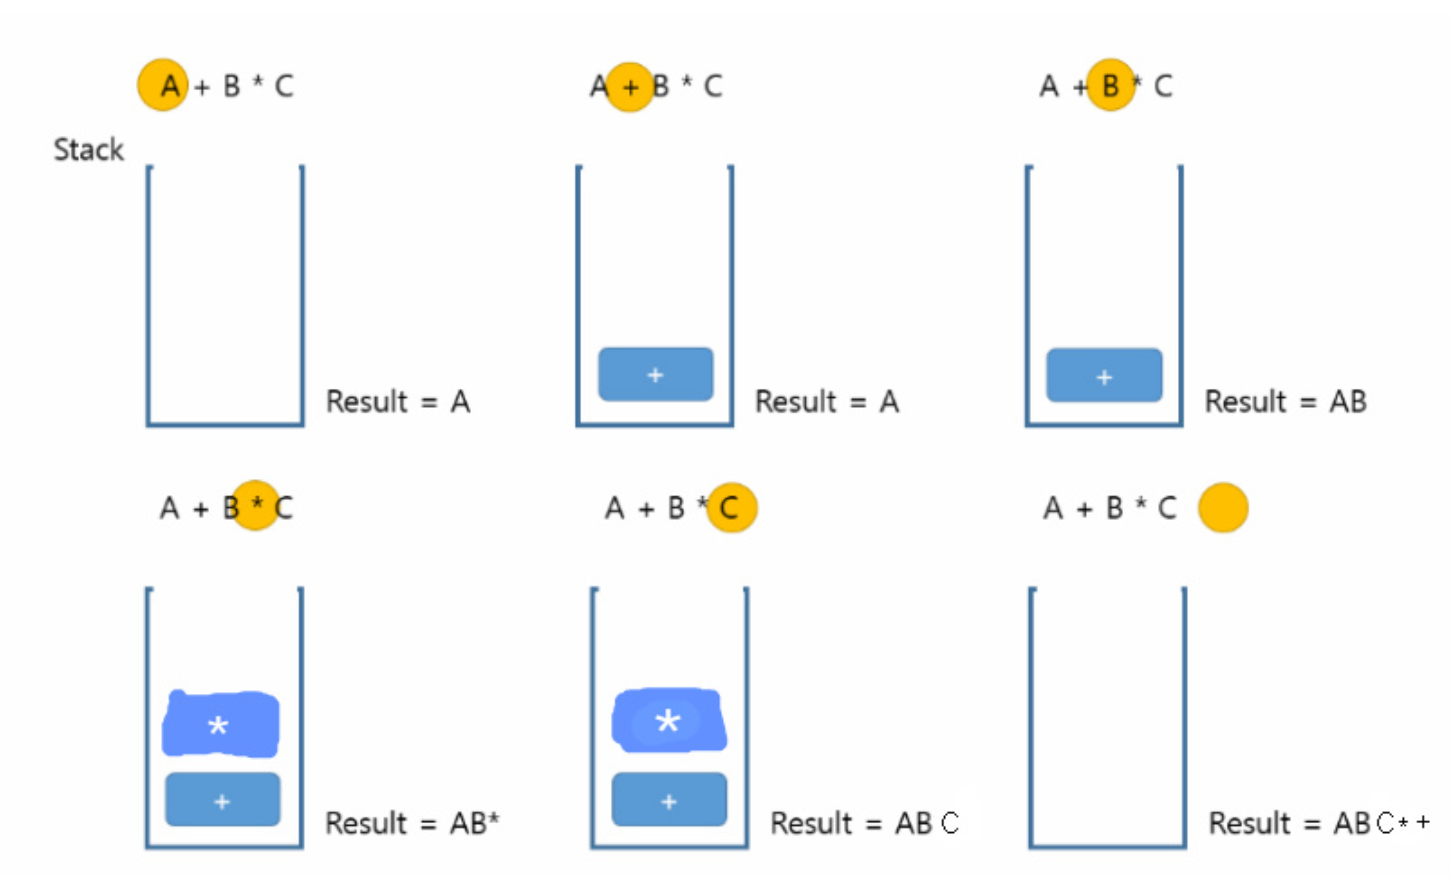 A + B * C
A + B * C
A + B * C
Stack
+
+
Result = A
Result = A
Result = AB
A + B * C
A + B * C
A + B * C
*
*
+
+
Result = AB*
Result = AB C
Result = AB C * +